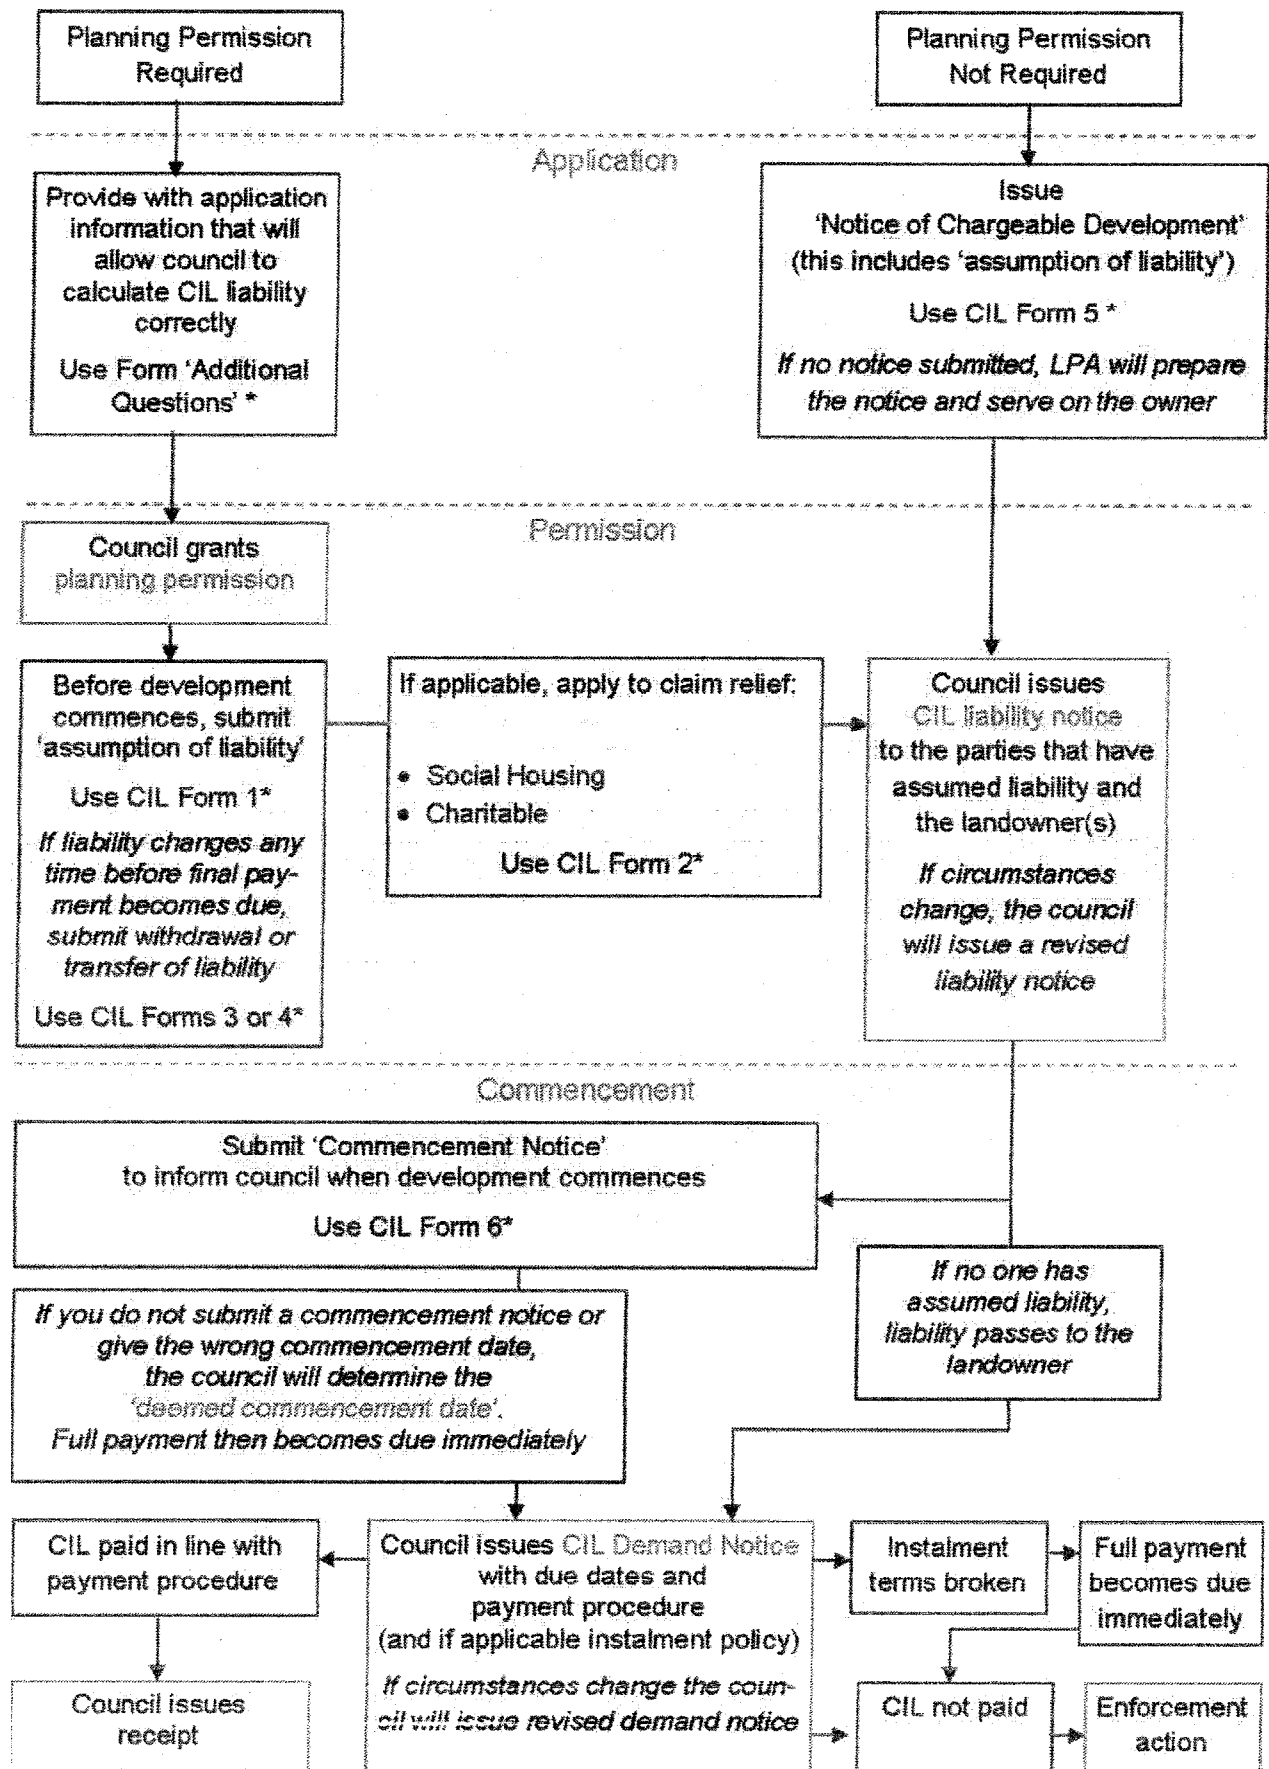 Planning Permission
Required
Planning Permission
Not Required
Application
Provide with application
information that will
allow council to
calculate CIL liability
correctly
Use Form ‘Additional
Questions’ *
Issue
‘Notice of Chargeable Development’
(this includes ‘assumption of liability’)
Use CIL Form 5 *
If no notice submitted, LPA will prepare
the notice and serve on the owner
Permission
Council grants
planning permission
Before development
commences, submit
‘assumption of liability’
Use CIL Form 1*
If liability changes any
time before final pay-
ment becomes due,
submit withdrawal or
transfer of liability
Use CIL Forms 3 or 4*
If applicable, apply to claim relief:
• Social Housing
• Charitable
Use CIL Form 2*
Council issues
CIL liability notice
to the parties that have
assumed liability and
the landowner(s)
If circumstances
change, the council
will issue a revised
liability notice
Commencement
Submit ‘Commencement Notice’
to inform council when development commences
Use CIL Form 6*
If no one has
assumed liability,
liability passes to the
landowner
If you do not submit a commencement notice or
give the wrong commencement date,
the council will determine the
‘deemed commencement date’.
Full payment then becomes due immediately
CIL paid in line with
payment procedure
Council issues CIL Demand Notice
with due dates and
payment procedure
(and if applicable instalment policy)
If circumstances change the coun-
cil will issue revised demand notice
Instalment
terms broken
Full payment
becomes due
immediately
Council issues
receipt
CIL not paid
Enforcement
action